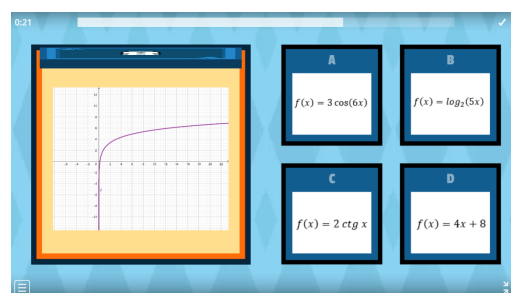 0:21
A
f(x) = 3 cos(6x)
B
f(x) = log₂(5x)
C
f(x) = 2 ctg x
D
f(x) = 4x + 8